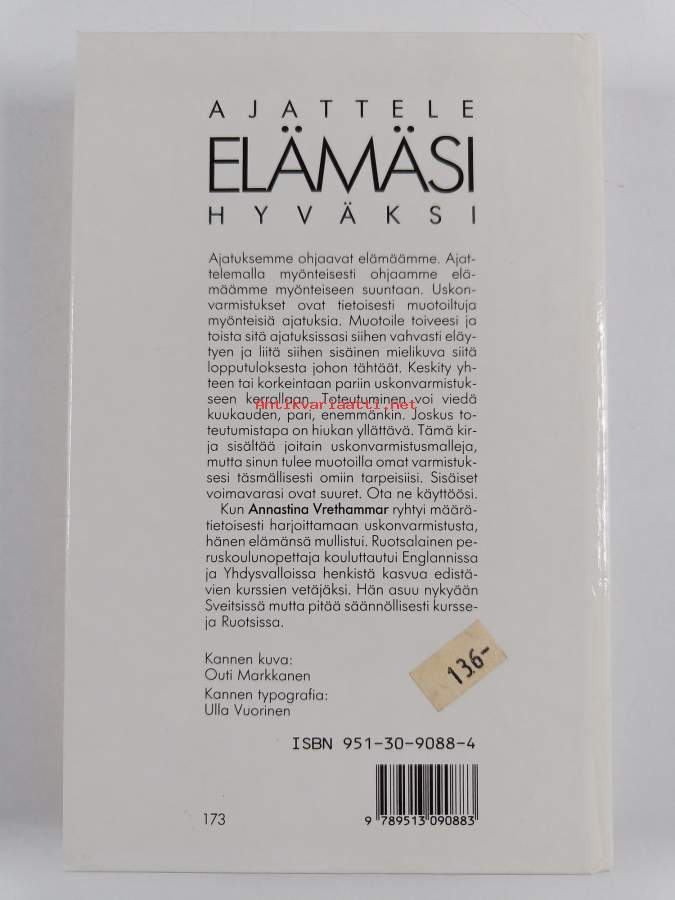 AJATTELE
ELÄMÄSI
HYVÄKSI
Ajatuksemme ohjaavat elämäämme. Ajat-
telemalla myönteisesti ohjaamme elä-
määmme myönteiseen suuntaan. Uskon-
varmistukset ovat tietoisesti muotoiltuja
myönteisiä ajatuksia. Muotoile toiveesi ja
toista sitä ajatuksissasi siihen vahvasti eläy-
tyen ja liitä siihen sisäinen mielikuva siitä
lopputuloksesta johon tähtäät. Keskity yh-
teen tai korkeintaan pariin uskonvarmistuk-
seen kerrallaan. Toteutuminen voi viedä
Antikvariaatti.net
kuukauden, pari, enemmänkin. Joskus to-
teutumistapa on hiukan yllättävä. Tämä kir-
ja sisältää joitain uskonvarmistusmalleja,
mutta sinun tulee muotoilla omat varmistuk-
sesi täsmällisesti omiin tarpeisiisi. Sisäiset
voimavarasi ovat suuret. Ota ne käyttöösi.
Kun Annastina Vrethammar ryhtyi määrä-
tietoisesti harjoittamaan uskonvarmistusta,
hänen elämänsä mullistui. Ruotsalainen pe-
ruskoulunopettaja kouluttautui Englannissa
ja Yhdysvalloissa henkistä kasvua edistä-
vien kurssien vetäjäksi. Hän asuu nykyään
Sveitsissä mutta pitää säännöllisesti kursse-
ja Ruotsissa.
Kannen kuva:
Outi Markkanen
Kannen typografia:
Ulla Vuorinen
136-
ISBN 951-30-9088-4
173
9 789513 090883